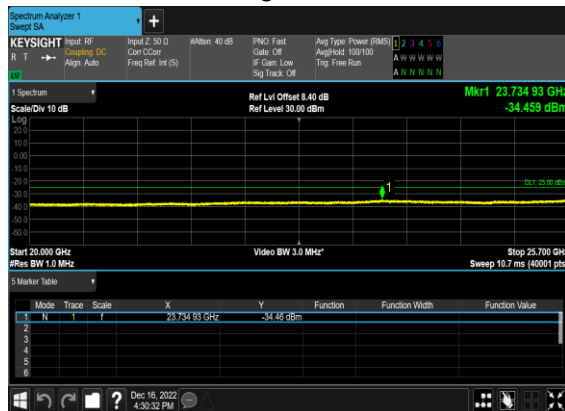 Spectrum Analyzer 1
Swept SA
KEYSIGHT Input: RF Input Z: 50 Ω #Atten: 40 dB PNO: Fast Avg Type: Power (RMS) 1 2 3 4 5 6
R T Coupling: DC Corr CCorr Gate: Off Avg|Hold: 100/100 A W W W W W
Align: Auto Freq Ref: Int (S) IF Gain: Low Trig: Free Run
LW Sig Track: Off A N N N N N
1 Spectrum Ref Lvl Offset 8.40 dB Mkr1 23.734 93 GHz
Scale/Div 10 dB Ref Level 30.00 dBm -34.459 dBm
Log
20.0
10.0
0.00
-10.0
-20.0 DL1 -25.00 dBm
-30.0 1
-40.0
-50.0
-60.0
Start 20.000 GHz Video BW 3.0 MHz* Stop 25.700 GHz
#Res BW 1.0 MHz Sweep 10.7 ms (40001 pts)
5 Marker Table
Mode Trace Scale X Y Function Function Width Function Value
1 N 1 f 23.734 93 GHz -34.46 dBm
2
3
4
5
6
? Dec 16, 2022
4:30:32 PM